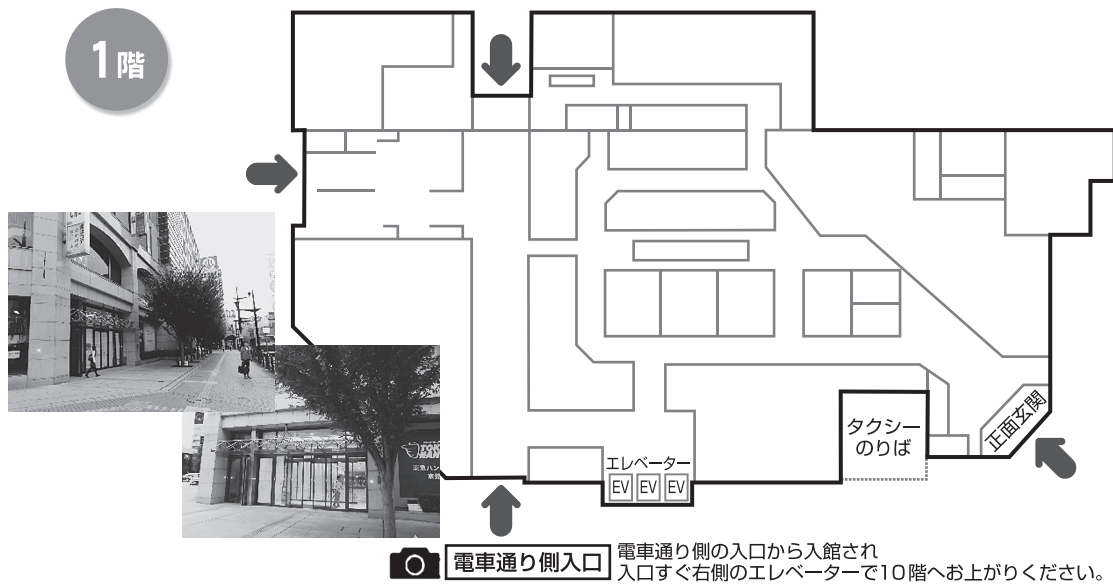 1階
エレベーター
EV EV EV
タクシー
のりば
正面玄関
電車通り側入口
電車通り側の入口から入館され
入口すぐ右側のエレベーターで10階へお上がりください。